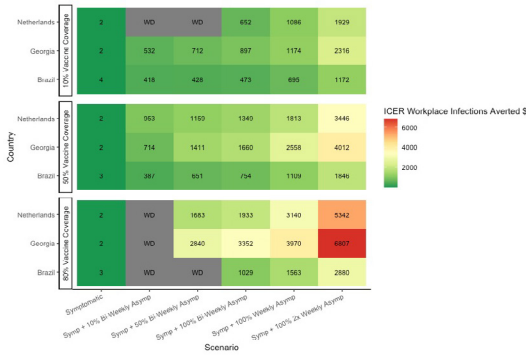 Netherlands 2 WD WD 652 1086 1929
Georgia 2 532 712 897 1174 2316
Brazil 4 418 428 473 695 1172
10% Vaccine Coverage
Netherlands 2 953 1159 1340 1813 3446
Georgia 2 714 1411 1660 2558 4012
Brazil 3 387 651 754 1109 1846
50% Vaccine Coverage
Netherlands 2 WD 1683 1933 3140 5342
Georgia 2 WD 2840 3352 3970 6807
Brazil 3 WD WD 1029 1563 2880
80% Vaccine Coverage
Country
Symptomatic
Symp + 10% Bi Weekly Asymp
Symp + 50% Bi Weekly Asymp
Symp + 100% Bi Weekly Asymp
Symp + 100% Weekly Asymp
Symp + 100% 2x Weekly Asymp
Scenario
ICER Workplace Infections Averted $
6000
4000
2000